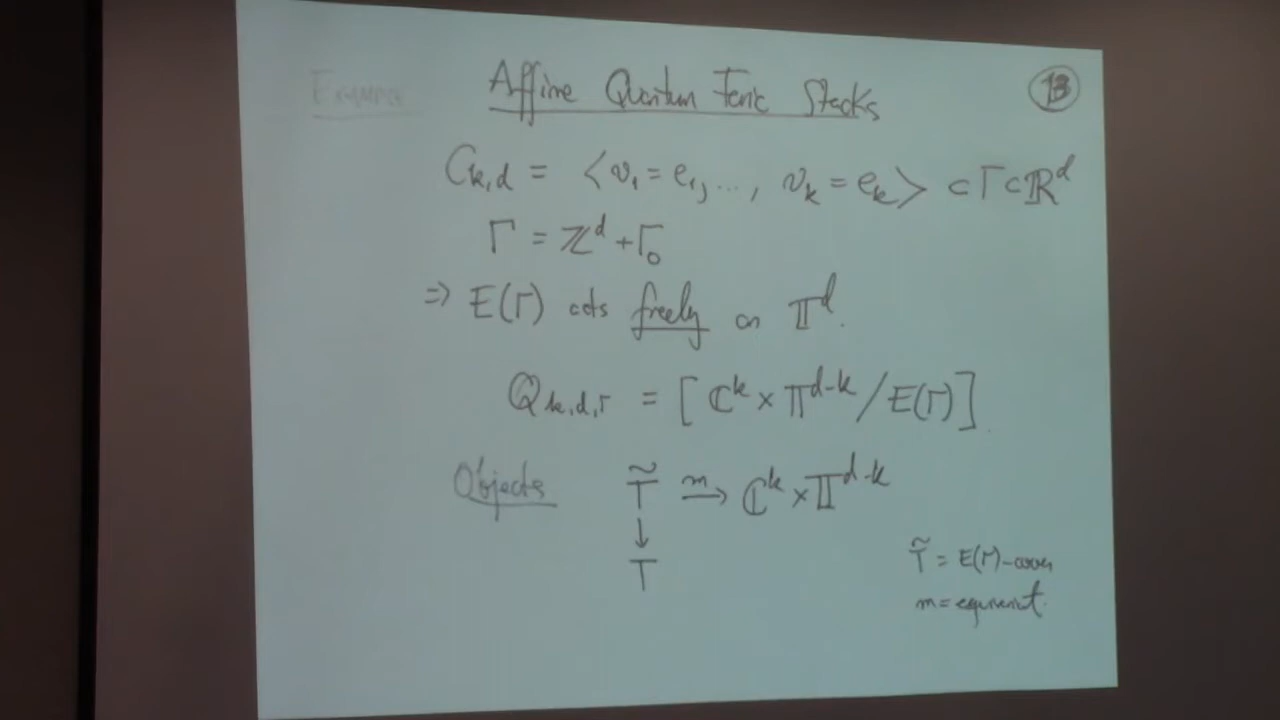 Affine Quantum Toric Stacks
13
C_{k,d} = ⟨v_1 = e_1, ..., v_k = e_k⟩ ⊂ Γ ⊂ ℝ^d
Γ = ℤ^d + Γ_0
⇒ E(Γ) acts freely on 𝕋^d.
Q_{k,d,Γ} = [ℂ^k × 𝕋^{d-k} / E(Γ)]
Objects T̃ →^m ℂ^k × 𝕋^{d-k}
↓
T
T̃ = E(Γ)-cover
m = equivariant.